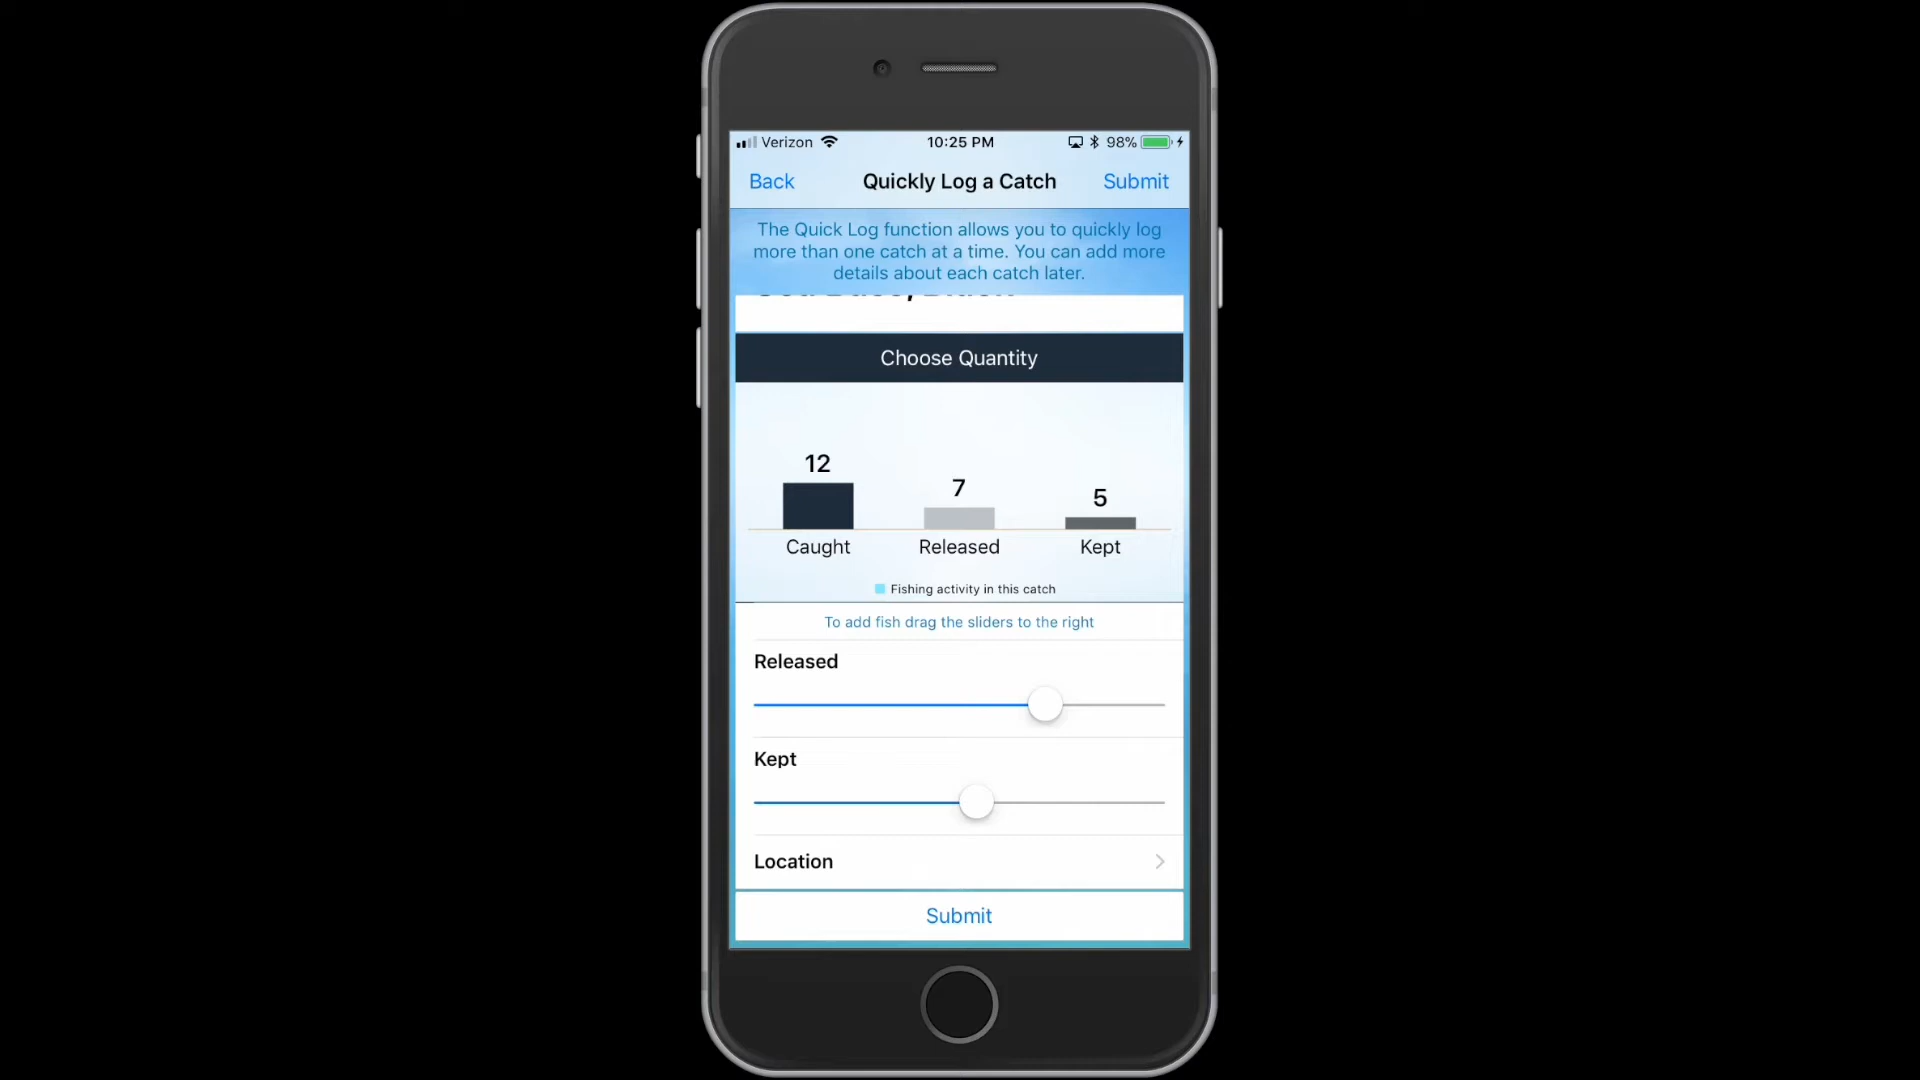 Verizon 10:25 PM 98%
Back Quickly Log a Catch Submit
The Quick Log function allows you to quickly log
more than one catch at a time. You can add more
details about each catch later.
Choose Quantity
12 7 5
Caught Released Kept
Fishing activity in this catch
To add fish drag the sliders to the right
Released
Kept
Location
Submit